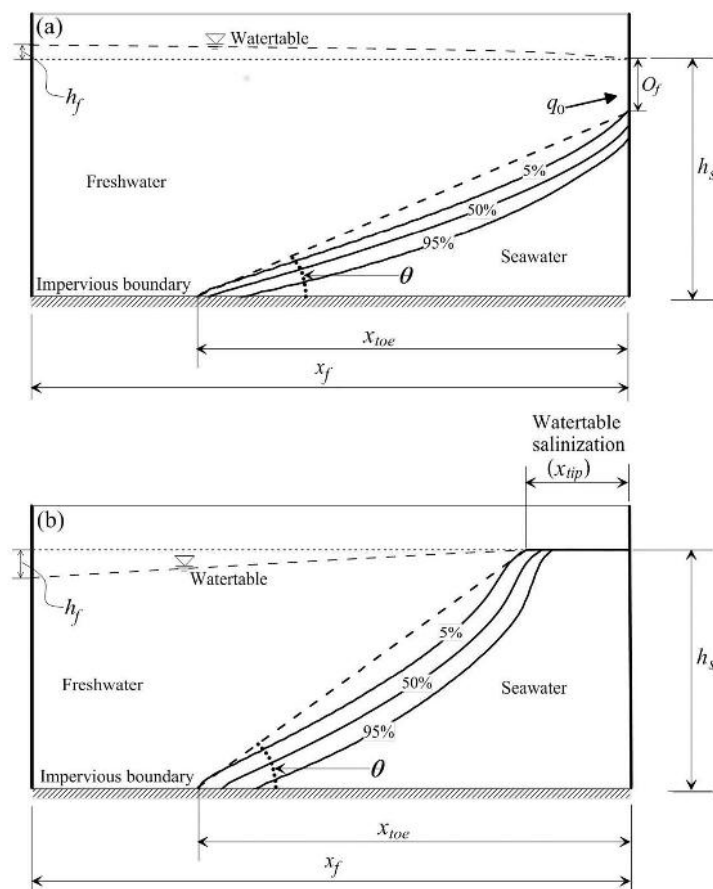 (a)
Watertable
h_f
O_f
q_0
h_s
Freshwater
5%
50%
95%
Seawater
Impervious boundary
θ
x_toe
x_f
Watertable
salinization
(x_tip)
(b)
Watertable
h_f
5%
h_s
Freshwater
50%
Seawater
95%
Impervious boundary
θ
x_toe
x_f